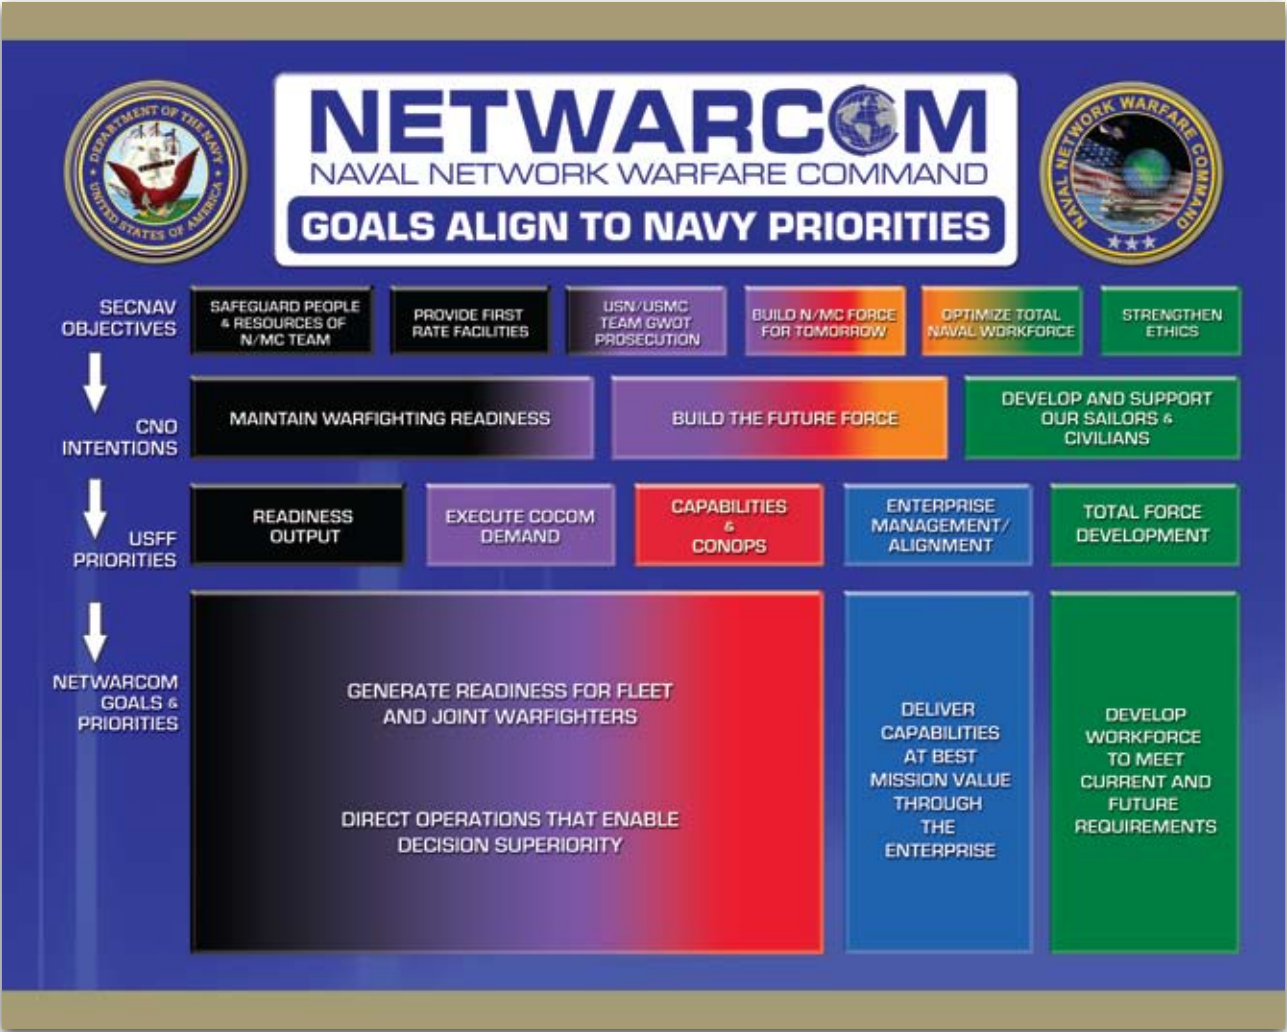 DEPARTMENT OF THE NAVY
UNITED STATES OF AMERICA
NETWARCOM
NAVAL NETWORK WARFARE COMMAND
GOALS ALIGN TO NAVY PRIORITIES
NAVAL NETWORK WARFARE COMMAND
SECNAV
OBJECTIVES
SAFEGUARD PEOPLE
& RESOURCES OF
N/MC TEAM
PROVIDE FIRST
RATE FACILITIES
USN/USMC
TEAM GWOT
PROSECUTION
BUILD N/MC FORCE
FOR TOMORROW
OPTIMIZE TOTAL
NAVAL WORKFORCE
STRENGTHEN
ETHICS
CNO
INTENTIONS
MAINTAIN WARFIGHTING READINESS
BUILD THE FUTURE FORCE
DEVELOP AND SUPPORT
OUR SAILORS &
CIVILIANS
USFF
PRIORITIES
READINESS
OUTPUT
EXECUTE COCOM
DEMAND
CAPABILITIES
&
CONOPS
ENTERPRISE
MANAGEMENT/
ALIGNMENT
TOTAL FORCE
DEVELOPMENT
NETWARCOM
GOALS &
PRIORITIES
GENERATE READINESS FOR FLEET
AND JOINT WARFIGHTERS
DIRECT OPERATIONS THAT ENABLE
DECISION SUPERIORITY
DELIVER
CAPABILITIES
AT BEST
MISSION VALUE
THROUGH
THE
ENTERPRISE
DEVELOP
WORKFORCE
TO MEET
CURRENT AND
FUTURE
REQUIREMENTS